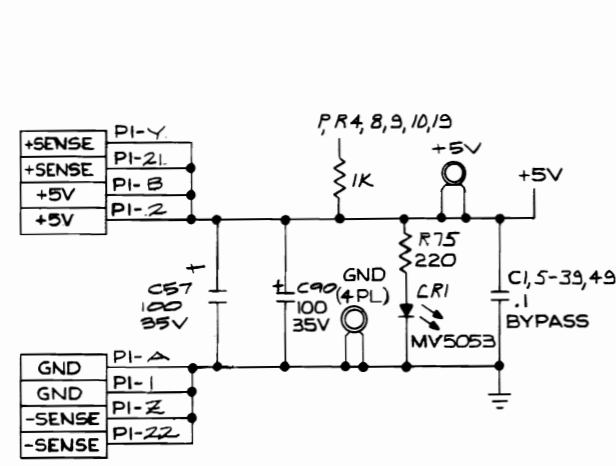 P, R4, 8, 9, 10, 19
+SENSE P1-Y
+SENSE P1-21
+5V P1-B
+5V P1-2
1K
+5V
+5V
R75
220
C57
100
35V
+
+ C90
100
35V
GND
(4PL)
CR1
MV5053
C1, 5-39, 49
.1
BYPASS
GND P1-A
GND P1-1
-SENSE P1-Z
-SENSE P1-22